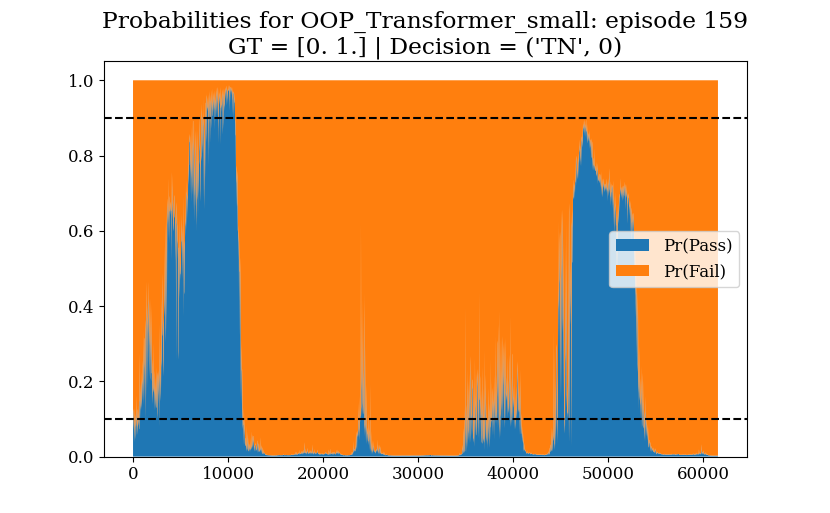 Probabilities for OOP_Transformer_small: episode 159
GT = [0. 1.] | Decision = ('TN', 0)
1.0
0.8
0.6
0.4
0.2
0.0
Pr(Pass)
Pr(Fail)
0 10000 20000 30000 40000 50000 60000